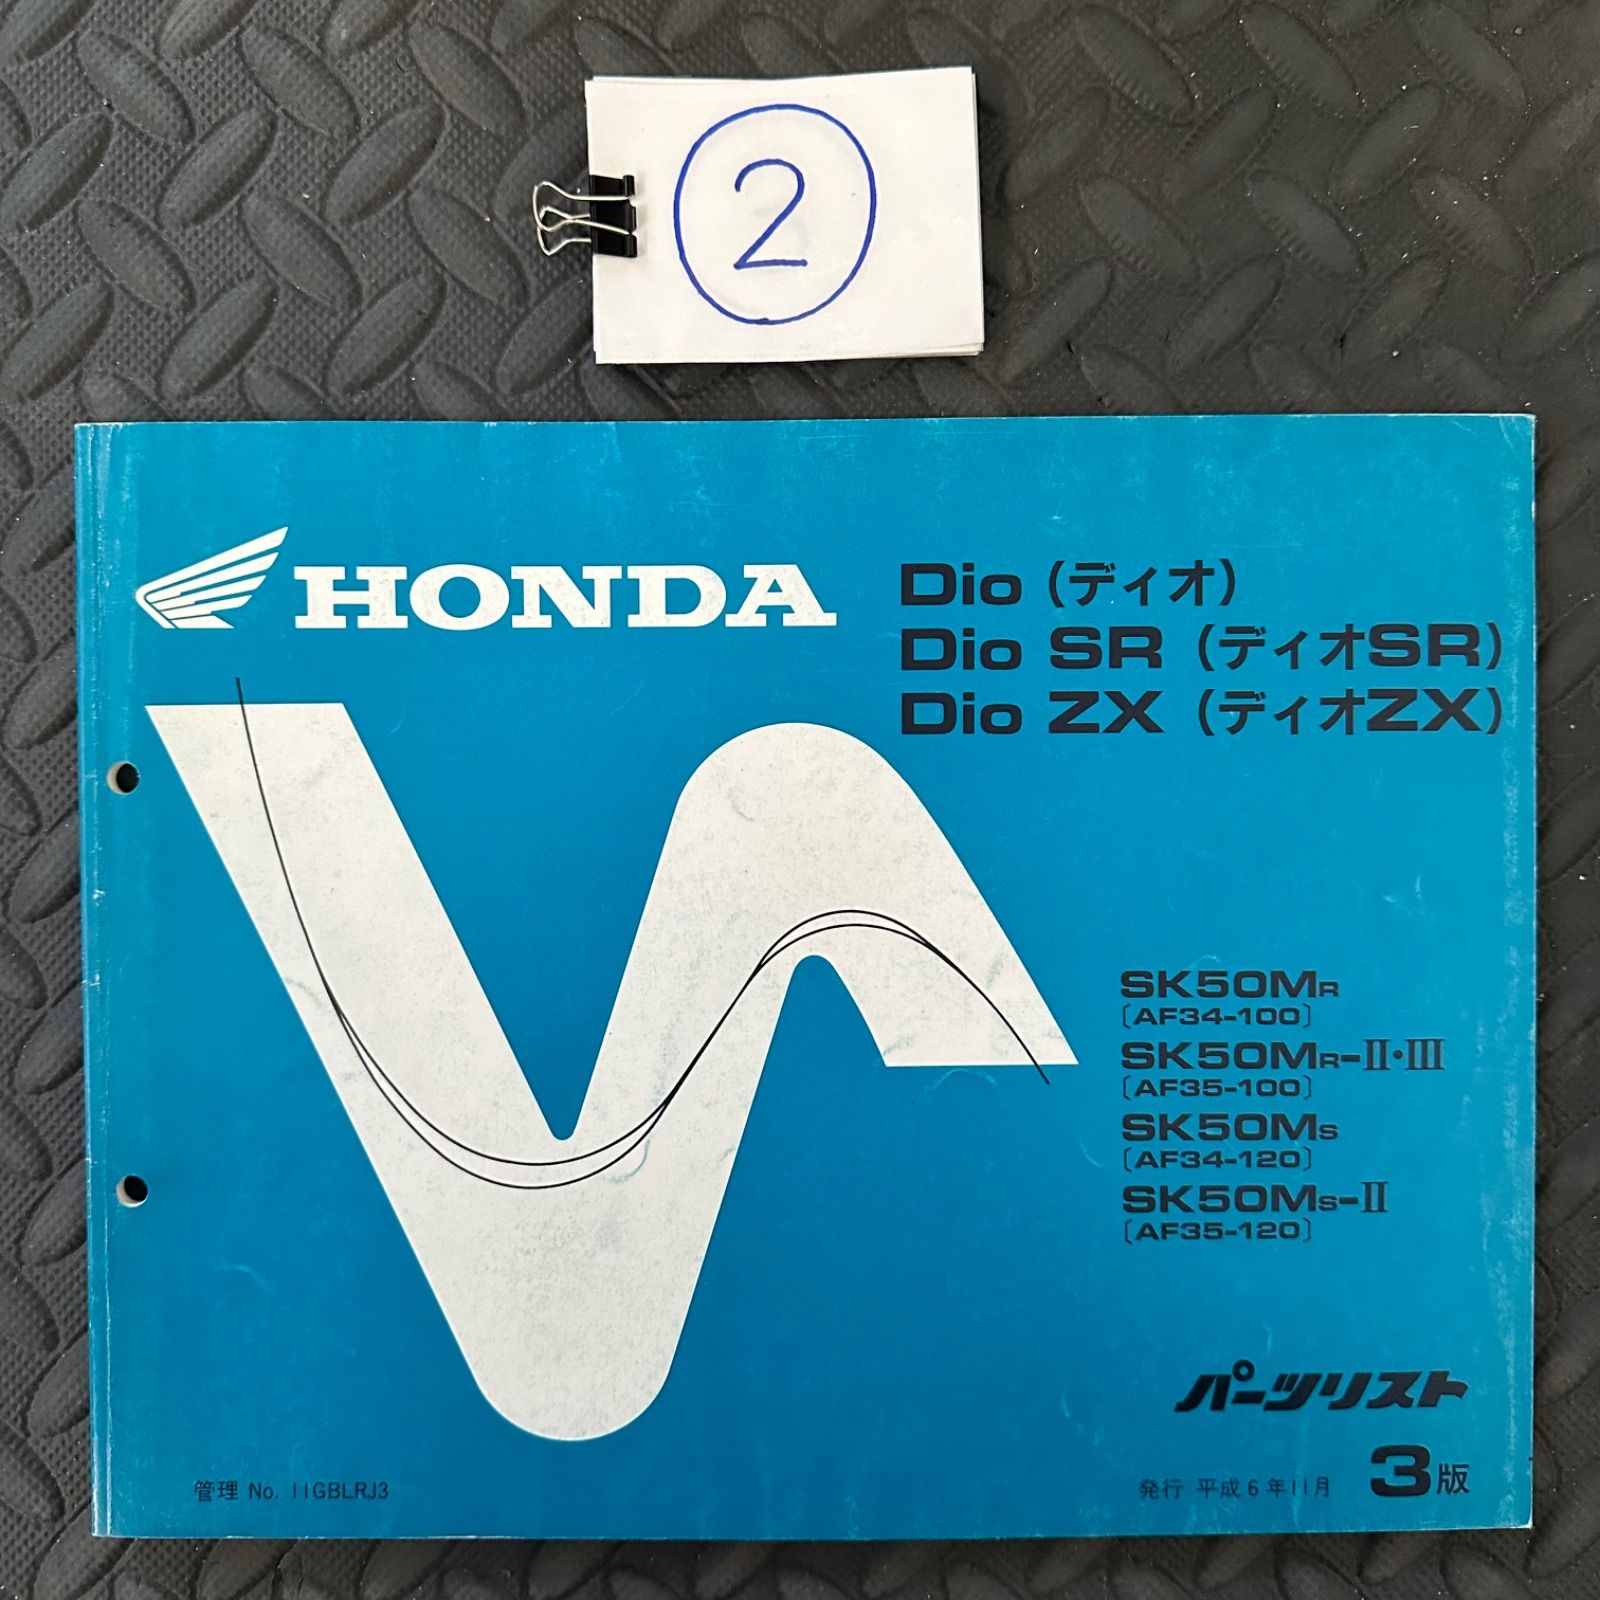 2
HONDA
Dio（ディオ）
Dio SR（ディオSR）
Dio ZX（ディオZX）
SK50MR
〔AF34-100〕
SK50MR-Ⅱ・Ⅲ
〔AF35-100〕
SK50MS
〔AF34-120〕
SK50MS-Ⅱ
〔AF35-120〕
パーツリスト
管理 No. 11GBLRJ3
発行 平成6年11月 3版